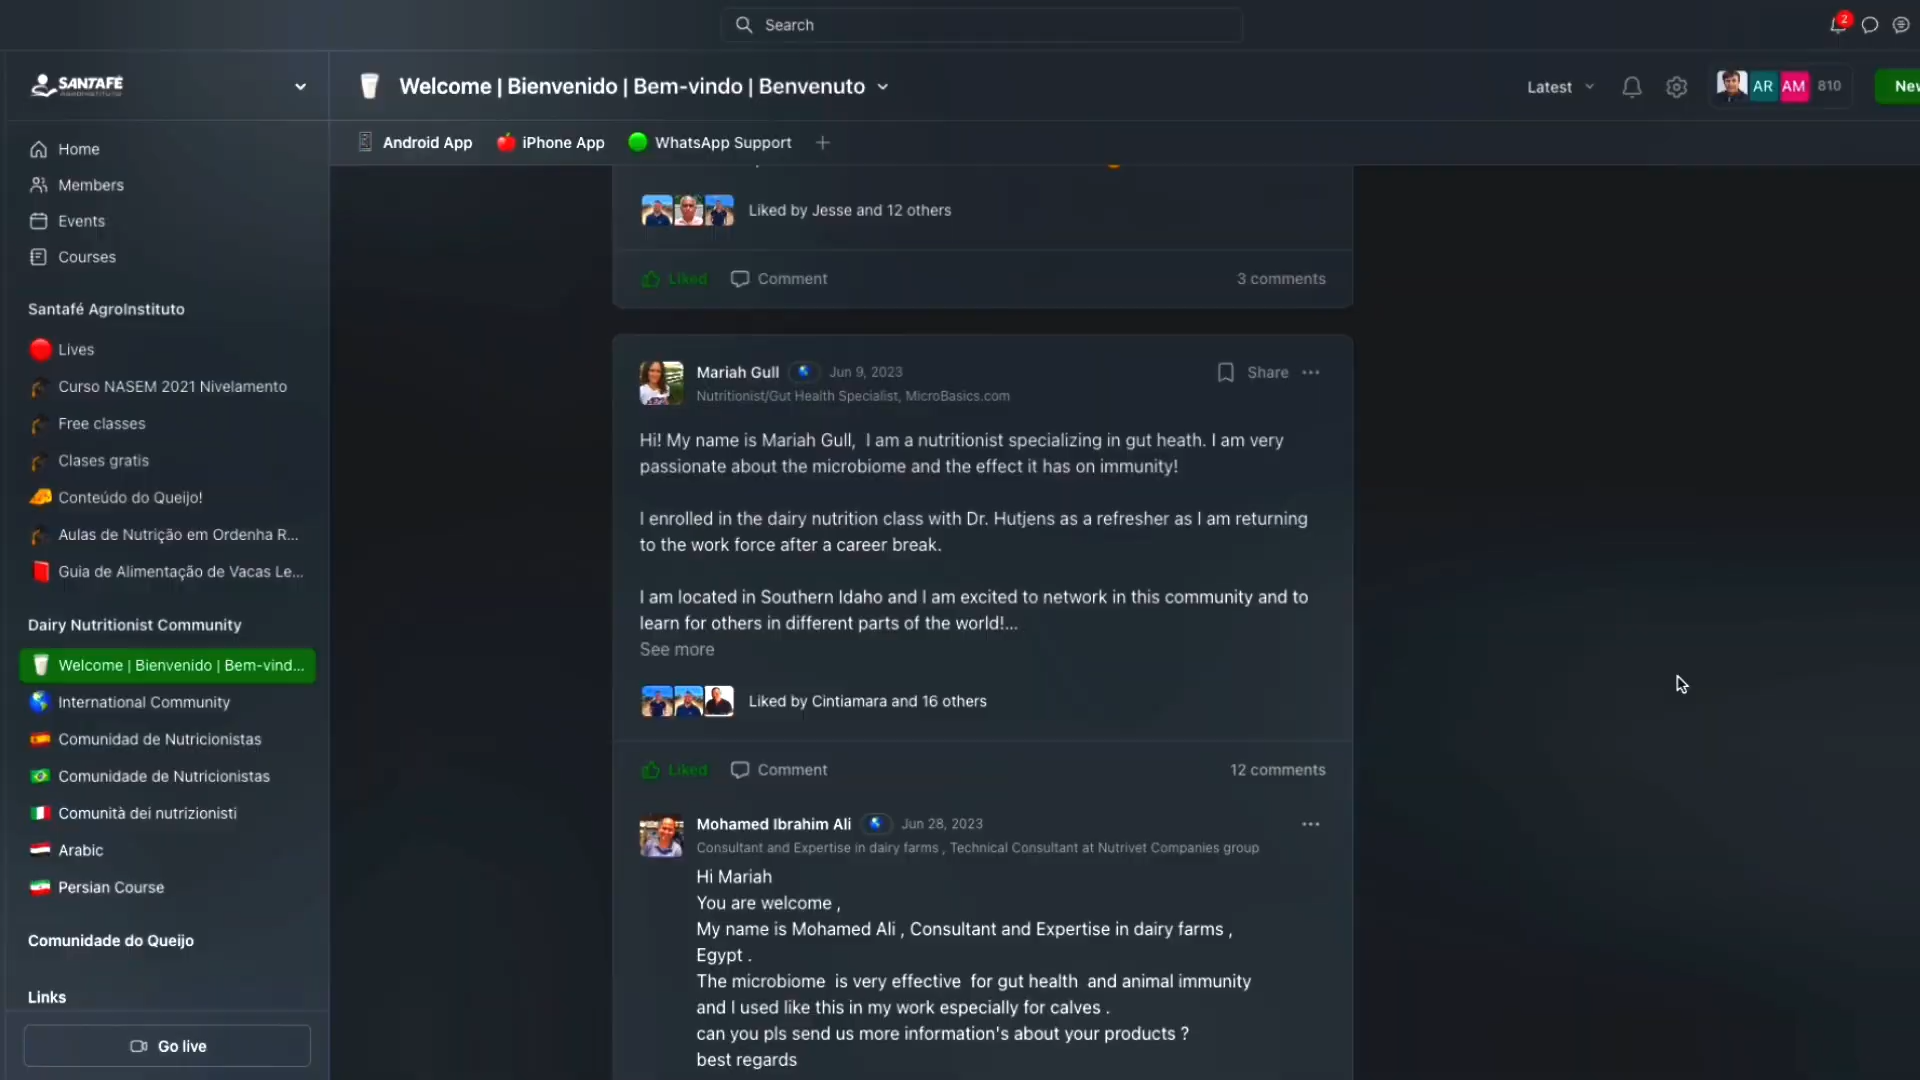 Search
2
SANTAFÉ
AGROINSTITUTO
Welcome | Bienvenido | Bem-vindo | Benvenuto
Latest
AR
AM
810
New
Android App
iPhone App
WhatsApp Support
Home
Members
Events
Courses
Santafé AgroInstituto
Lives
Curso NASEM 2021 Nivelamento
Free classes
Clases gratis
Conteúdo do Queijo!
Aulas de Nutrição em Ordenha R...
Guia de Alimentação de Vacas Le...
Dairy Nutritionist Community
Welcome | Bienvenido | Bem-vind...
International Community
Comunidad de Nutricionistas
Comunidade de Nutricionistas
Comunità dei nutrizionisti
Arabic
Persian Course
Comunidade do Queijo
Links
Go live
Liked by Jesse and 12 others
Liked
Comment
3 comments
Mariah Gull
Jun 9, 2023
Share
Nutritionist/Gut Health Specialist, MicroBasics.com
Hi! My name is Mariah Gull,  I am a nutritionist specializing in gut heath. I am very
passionate about the microbiome and the effect it has on immunity!
I enrolled in the dairy nutrition class with Dr. Hutjens as a refresher as I am returning
to the work force after a career break.
I am located in Southern Idaho and I am excited to network in this community and to
learn for others in different parts of the world!...
See more
Liked by Cintiamara and 16 others
Liked
Comment
12 comments
Mohamed Ibrahim Ali
Jun 28, 2023
Consultant and Expertise in dairy farms , Technical Consultant at Nutrivet Companies group
Hi Mariah
You are welcome ,
My name is Mohamed Ali , Consultant and Expertise in dairy farms ,
Egypt .
The microbiome  is very effective  for gut health  and animal immunity
and I used like this in my work especially for calves .
can you pls send us more information's about your products ?
best regards